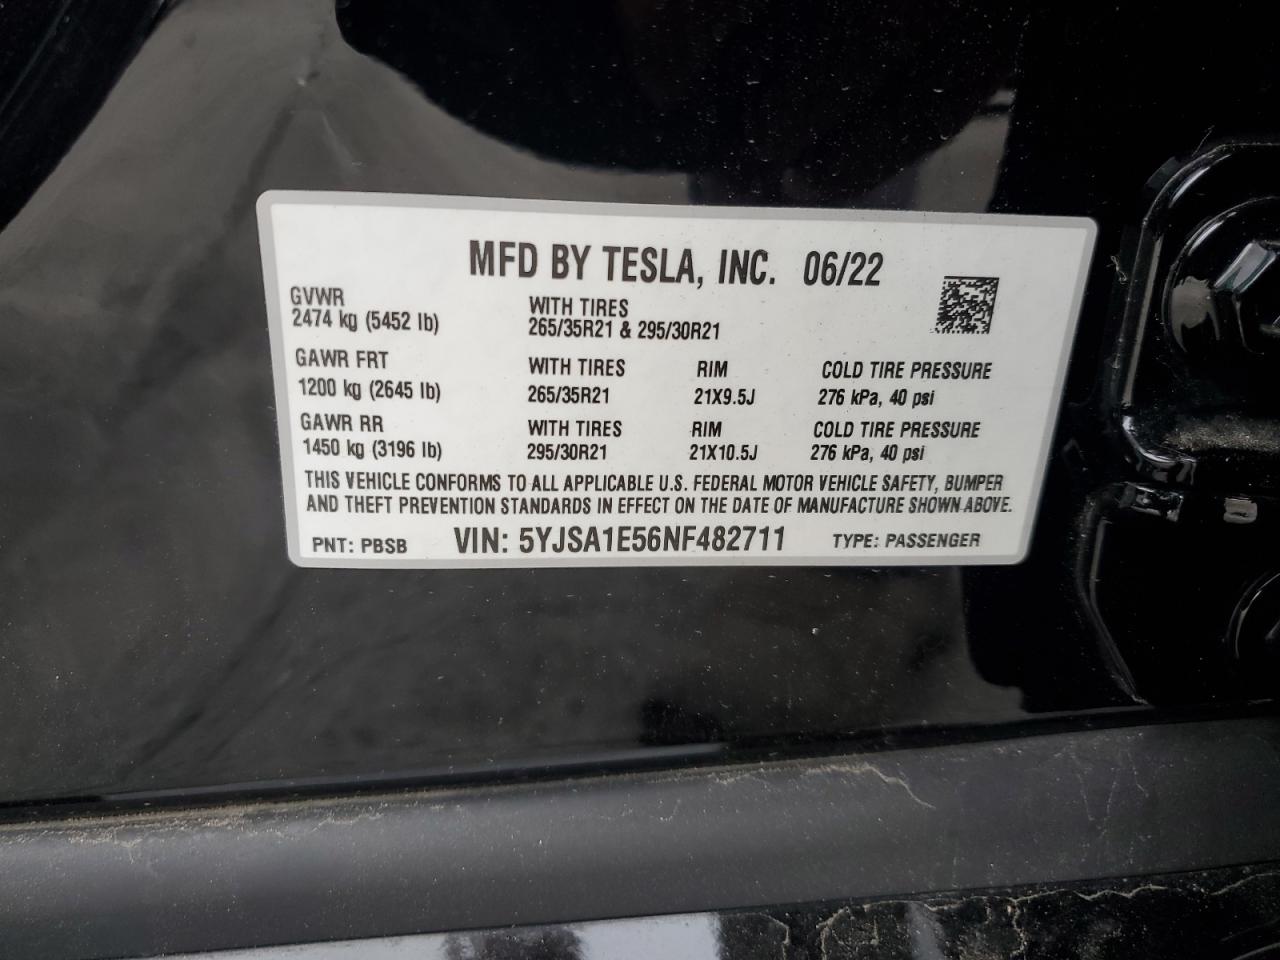 MFD BY TESLA, INC. 06/22
GVWR WITH TIRES
2474 kg (5452 lb) 265/35R21 & 295/30R21
GAWR FRT WITH TIRES RIM COLD TIRE PRESSURE
1200 kg (2645 lb) 265/35R21 21X9.5J 276 kPa, 40 psi
GAWR RR WITH TIRES RIM COLD TIRE PRESSURE
1450 kg (3196 lb) 295/30R21 21X10.5J 276 kPa, 40 psi
THIS VEHICLE CONFORMS TO ALL APPLICABLE U.S. FEDERAL MOTOR VEHICLE SAFETY, BUMPER
AND THEFT PREVENTION STANDARDS IN EFFECT ON THE DATE OF MANUFACTURE SHOWN ABOVE.
PNT: PBSB VIN: 5YJSA1E56NF482711 TYPE: PASSENGER